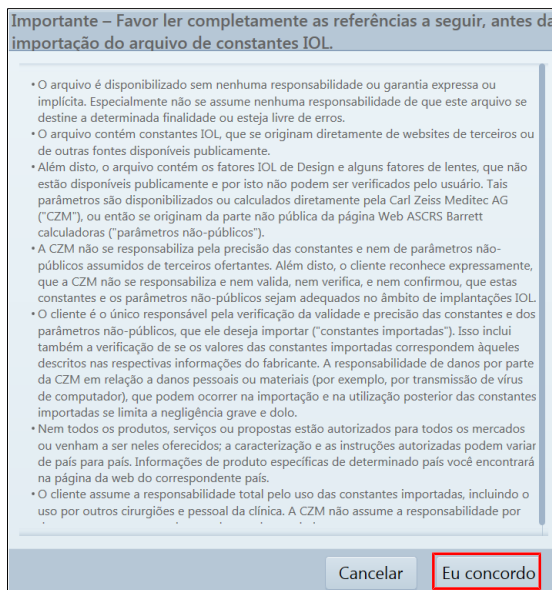 Importante – Favor ler completamente as referências a seguir, antes da
importação do arquivo de constantes IOL.
• O arquivo é disponibilizado sem nenhuma responsabilidade ou garantia expressa ou
implícita. Especialmente não se assume nenhuma responsabilidade de que este arquivo se
destine a determinada finalidade ou esteja livre de erros.
• O arquivo contém constantes IOL, que se originam diretamente de websites de terceiros ou
de outras fontes disponíveis publicamente.
• Além disto, o arquivo contém os fatores IOL de Design e alguns fatores de lentes, que não
estão disponíveis publicamente e por isto não podem ser verificados pelo usuário. Tais
parâmetros são disponibilizados ou calculados diretamente pela Carl Zeiss Meditec AG
("CZM"), ou então se originam da parte não pública da página Web ASCRS Barrett
calculadoras ("parâmetros não-públicos").
• A CZM não se responsabiliza pela precisão das constantes e nem de parâmetros não-
públicos assumidos de terceiros ofertantes. Além disto, o cliente reconhece expressamente,
que a CZM não se responsabiliza e nem valida, nem verifica, e nem confirmou, que estas
constantes e os parâmetros não-públicos sejam adequados no âmbito de implantações IOL.
• O cliente é o único responsável pela verificação da validade e precisão das constantes e dos
parâmetros não-públicos, que ele deseja importar ("constantes importadas"). Isso inclui
também a verificação de se os valores das constantes importadas correspondem àqueles
descritos nas respectivas informações do fabricante. A responsabilidade de danos por parte
da CZM em relação a danos pessoais ou materiais (por exemplo, por transmissão de vírus
de computador), que podem ocorrer na importação e na utilização posterior das constantes
importadas se limita a negligência grave e dolo.
• Nem todos os produtos, serviços ou propostas estão autorizados para todos os mercados
ou venham a ser neles oferecidos; a caracterização e as instruções autorizadas podem variar
de país para país. Informações de produto específicas de determinado país você encontrará
na página da web do correspondente país.
• O cliente assume a responsabilidade total pelo uso das constantes importadas, incluindo o
uso por outros cirurgiões e pessoal da clínica. A CZM não assume a responsabilidade por
Cancelar
Eu concordo